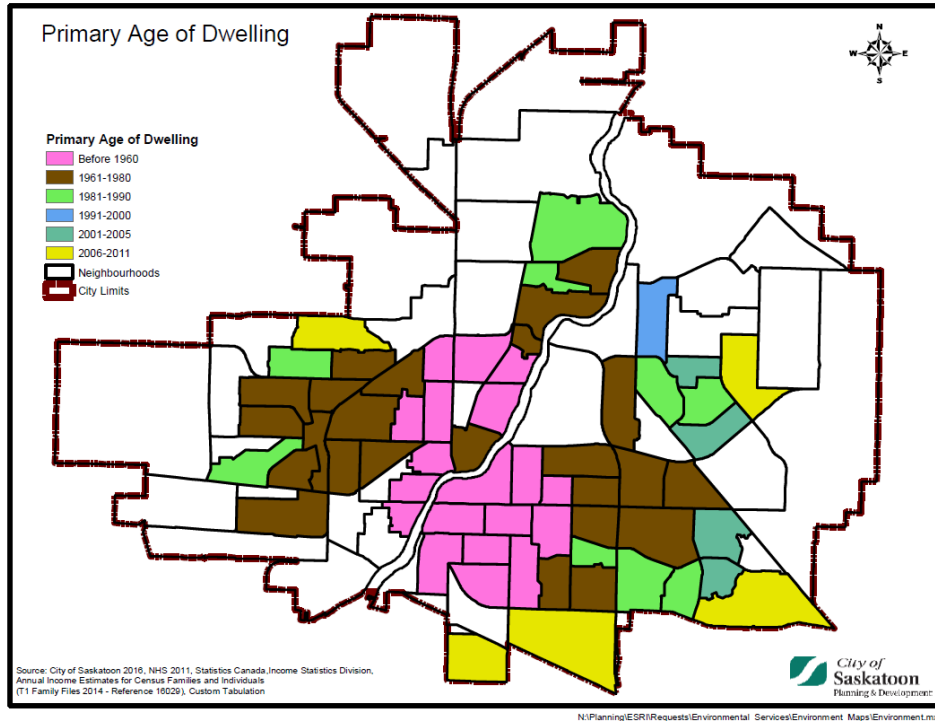 Primary Age of Dwelling
N
W E
S
Primary Age of Dwelling
Before 1960
1961-1980
1981-1990
1991-2000
2001-2005
2006-2011
Neighbourhoods
City Limits
Source: City of Saskatoon 2016, NHS 2011, Statistics Canada,Income Statistics Division,
Annual Income Estimates for Census Families and Individuals
(T1 Family Files 2014 - Reference 16029), Custom Tabulation
City of
Saskatoon
Planning & Development
N:\Planning\ESRI\Requests\Environmental_Services\Environment_Maps\Environment.m